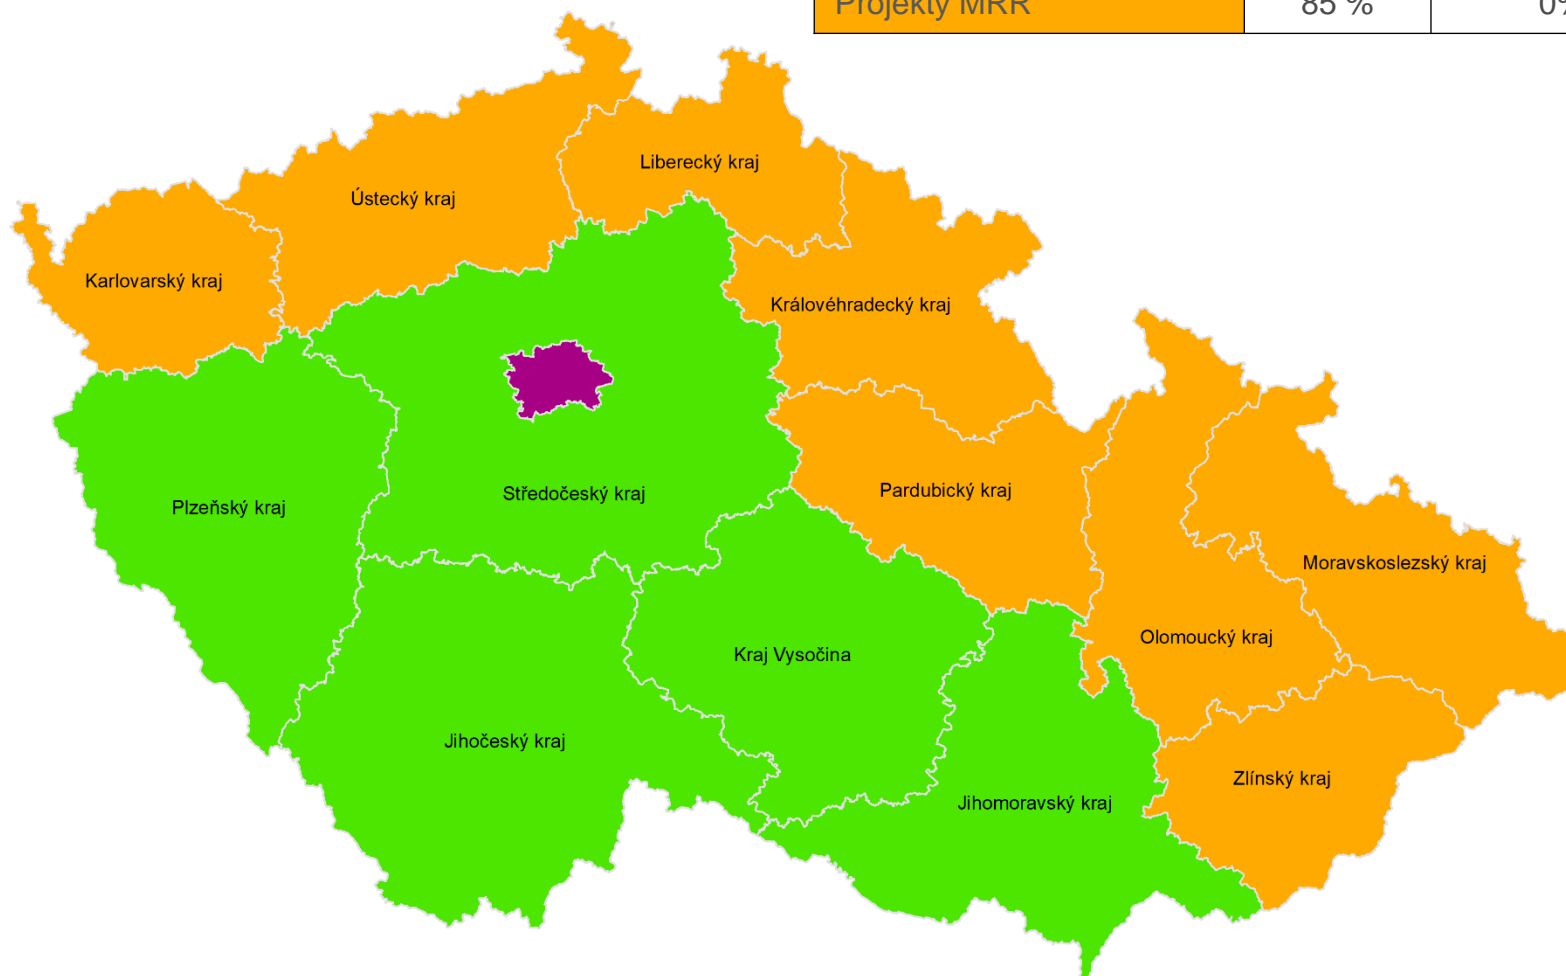 Projekty MRR 85 % 0%
Liberecký kraj
Ústecký kraj
Karlovarský kraj
Královéhradecký kraj
Pardubický kraj
Středočeský kraj
Plzeňský kraj
Moravskoslezský kraj
Olomoucký kraj
Kraj Vysočina
Jihočeský kraj
Zlínský kraj
Jihomoravský kraj